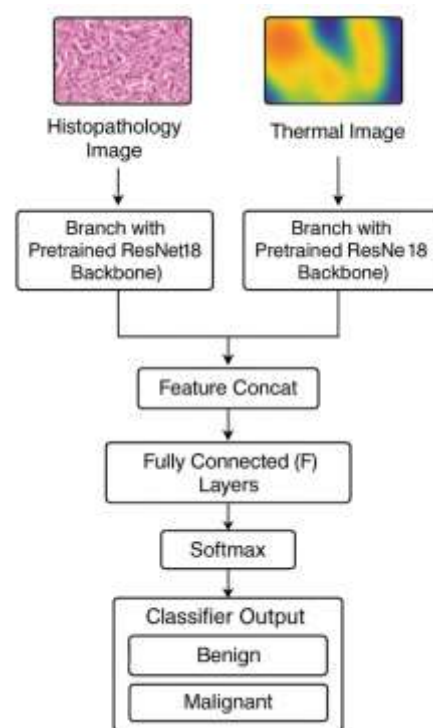 Histopathology
Image
Thermal Image
Branch with
Pretrained ResNet18
Backbone)
Branch with
Pretrained ResNe 18
Backbone)
Feature Concat
Fully Connected (F)
Layers
Softmax
Classifier Output
Benign
Malignant